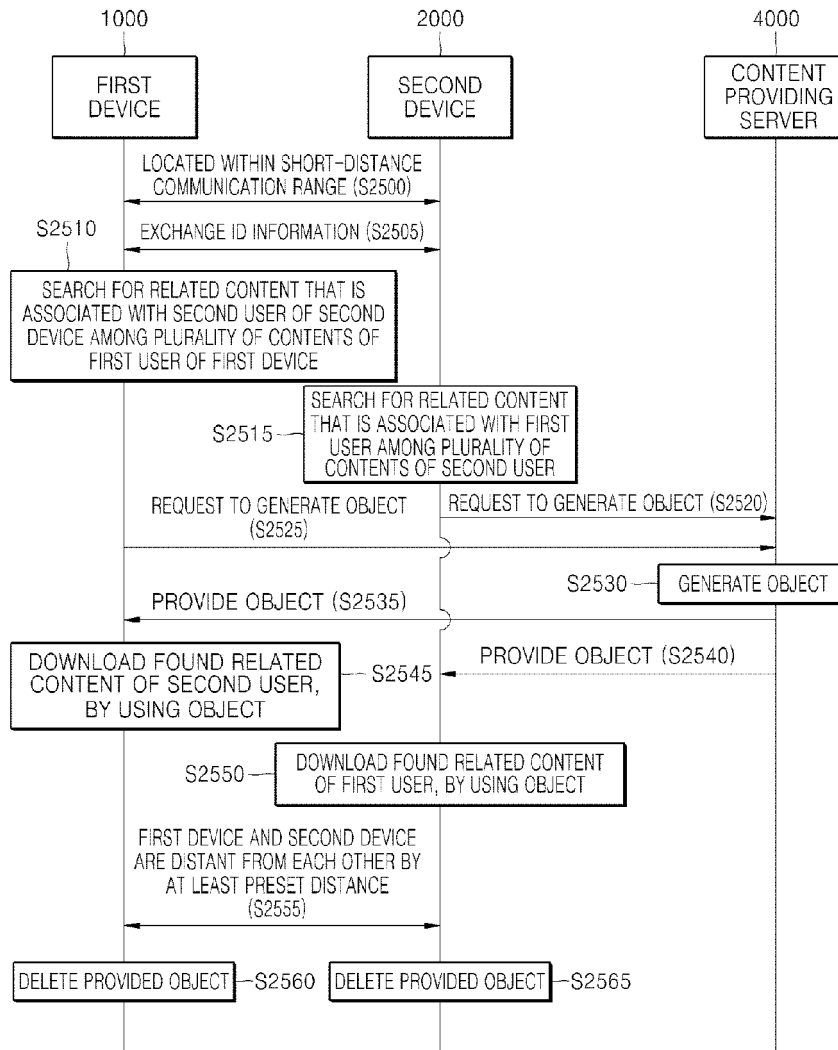 1000
2000
4000
FIRST
DEVICE
SECOND
DEVICE
CONTENT
PROVIDING
SERVER
LOCATED WITHIN SHORT-DISTANCE
COMMUNICATION RANGE (S2500)
S2510
EXCHANGE ID INFORMATION (S2505)
SEARCH FOR RELATED CONTENT THAT IS
ASSOCIATED WITH SECOND USER OF SECOND
DEVICE AMONG PLURALITY OF CONTENTS OF
FIRST USER OF FIRST DEVICE
S2515
SEARCH FOR RELATED CONTENT
THAT IS ASSOCIATED WITH FIRST
USER AMONG PLURALITY OF
CONTENTS OF SECOND USER
REQUEST TO GENERATE OBJECT (S2520)
REQUEST TO GENERATE OBJECT
(S2525)
S2530
GENERATE OBJECT
PROVIDE OBJECT (S2535)
DOWNLOAD FOUND RELATED
CONTENT OF SECOND USER,
BY USING OBJECT
S2545
PROVIDE OBJECT (S2540)
S2550
DOWNLOAD FOUND RELATED CONTENT
OF FIRST USER, BY USING OBJECT
FIRST DEVICE AND SECOND DEVICE
ARE DISTANT FROM EACH OTHER BY
AT LEAST PRESET DISTANCE
(S2555)
DELETE PROVIDED OBJECT
S2560
DELETE PROVIDED OBJECT
S2565